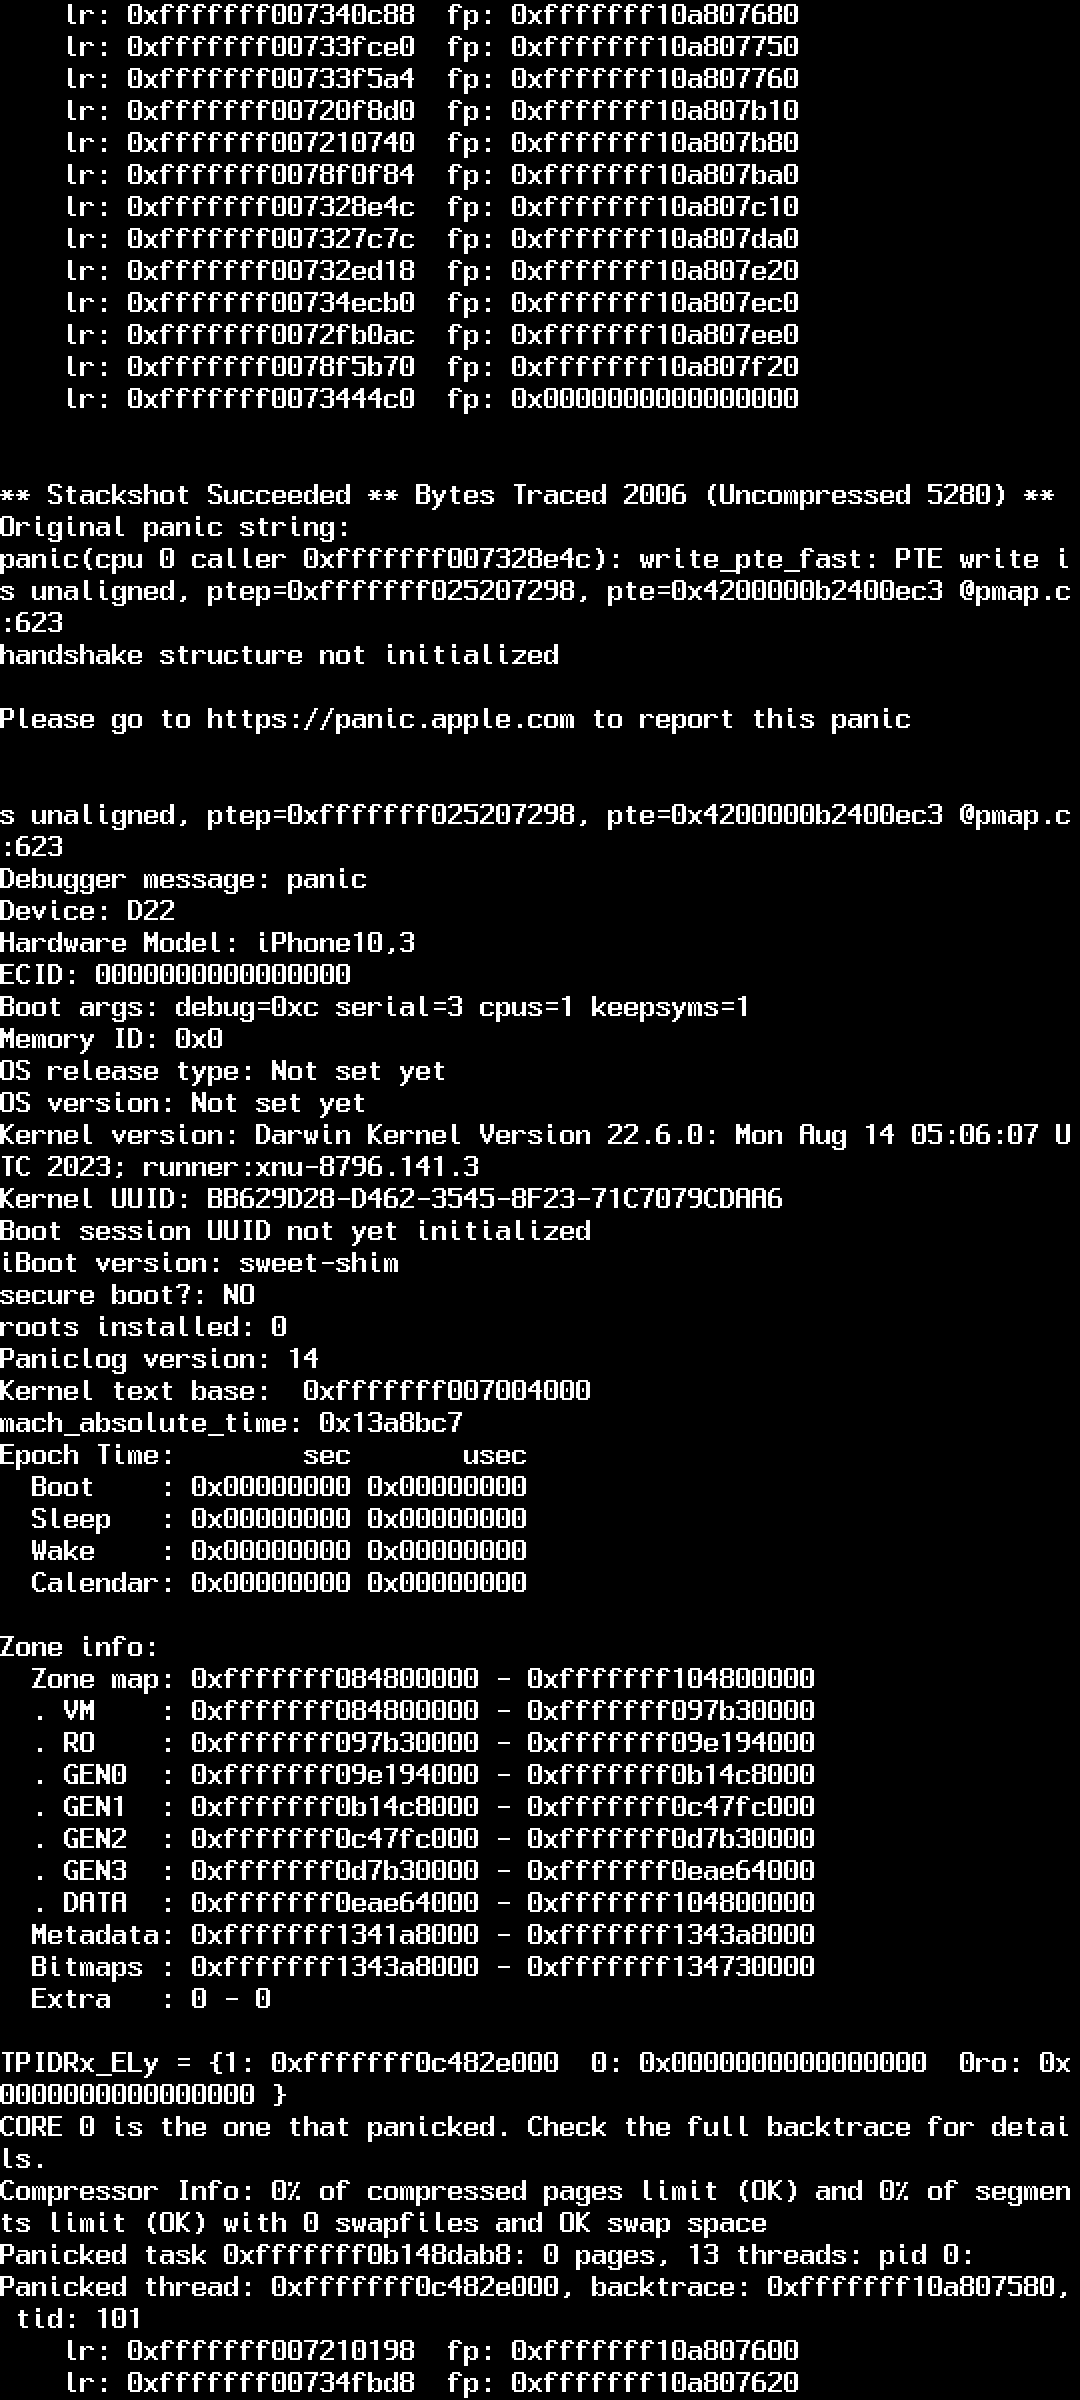 lr: 0xfffffff007340c88  fp: 0xfffffff10a807680
lr: 0xfffffff00733fce0  fp: 0xfffffff10a807750
lr: 0xfffffff00733f5a4  fp: 0xfffffff10a807760
lr: 0xfffffff00720f8d0  fp: 0xfffffff10a807b10
lr: 0xfffffff007210740  fp: 0xfffffff10a807b80
lr: 0xfffffff0078f0f84  fp: 0xfffffff10a807ba0
lr: 0xfffffff007328e4c  fp: 0xfffffff10a807c10
lr: 0xfffffff007327c7c  fp: 0xfffffff10a807da0
lr: 0xfffffff00732ed18  fp: 0xfffffff10a807e20
lr: 0xfffffff00734ecb0  fp: 0xfffffff10a807ec0
lr: 0xfffffff0072fb0ac  fp: 0xfffffff10a807ee0
lr: 0xfffffff0078f5b70  fp: 0xfffffff10a807f20
lr: 0xfffffff0073444c0  fp: 0x0000000000000000
** Stackshot Succeeded ** Bytes Traced 2006 (Uncompressed 5280) **
Original panic string:
panic(cpu 0 caller 0xfffffff007328e4c): write_pte_fast: PTE write i
s unaligned, ptep=0xfffffff025207298, pte=0x4200000b2400ec3 @pmap.c
:623
handshake structure not initialized
Please go to https://panic.apple.com to report this panic
s unaligned, ptep=0xfffffff025207298, pte=0x4200000b2400ec3 @pmap.c
:623
Debugger message: panic
Device: D22
Hardware Model: iPhone10,3
ECID: 0000000000000000
Boot args: debug=0xc serial=3 cpus=1 keepsyms=1
Memory ID: 0x0
OS release type: Not set yet
OS version: Not set yet
Kernel version: Darwin Kernel Version 22.6.0: Mon Aug 14 05:06:07 U
TC 2023; runner:xnu-8796.141.3
Kernel UUID: BB629D28-D462-3545-8F23-71C7079CDAA6
Boot session UUID not yet initialized
iBoot version: sweet-shim
secure boot?: NO
roots installed: 0
Paniclog version: 14
Kernel text base:  0xfffffff007004000
mach_absolute_time: 0x13a8bc7
Epoch Time:        sec       usec
  Boot    : 0x00000000 0x00000000
  Sleep   : 0x00000000 0x00000000
  Wake    : 0x00000000 0x00000000
  Calendar: 0x00000000 0x00000000
Zone info:
  Zone map: 0xfffffff084800000 - 0xfffffff104800000
  . VM    : 0xfffffff084800000 - 0xfffffff097b30000
  . RO    : 0xfffffff097b30000 - 0xfffffff09e194000
  . GEN0  : 0xfffffff09e194000 - 0xfffffff0b14c8000
  . GEN1  : 0xfffffff0b14c8000 - 0xfffffff0c47fc000
  . GEN2  : 0xfffffff0c47fc000 - 0xfffffff0d7b30000
  . GEN3  : 0xfffffff0d7b30000 - 0xfffffff0eae64000
  . DATA  : 0xfffffff0eae64000 - 0xfffffff104800000
  Metadata: 0xfffffff1341a8000 - 0xfffffff1343a8000
  Bitmaps : 0xfffffff1343a8000 - 0xfffffff134730000
  Extra   : 0 - 0
TPIDRx_ELy = {1: 0xfffffff0c482e000  0: 0x0000000000000000  0ro: 0x
0000000000000000 }
CORE 0 is the one that panicked. Check the full backtrace for detai
ls.
Compressor Info: 0% of compressed pages limit (OK) and 0% of segmen
ts limit (OK) with 0 swapfiles and OK swap space
Panicked task 0xfffffff0b148dab8: 0 pages, 13 threads: pid 0:
Panicked thread: 0xfffffff0c482e000, backtrace: 0xfffffff10a807580,
 tid: 101
lr: 0xfffffff007210198  fp: 0xfffffff10a807600
lr: 0xfffffff00734fbd8  fp: 0xfffffff10a807620